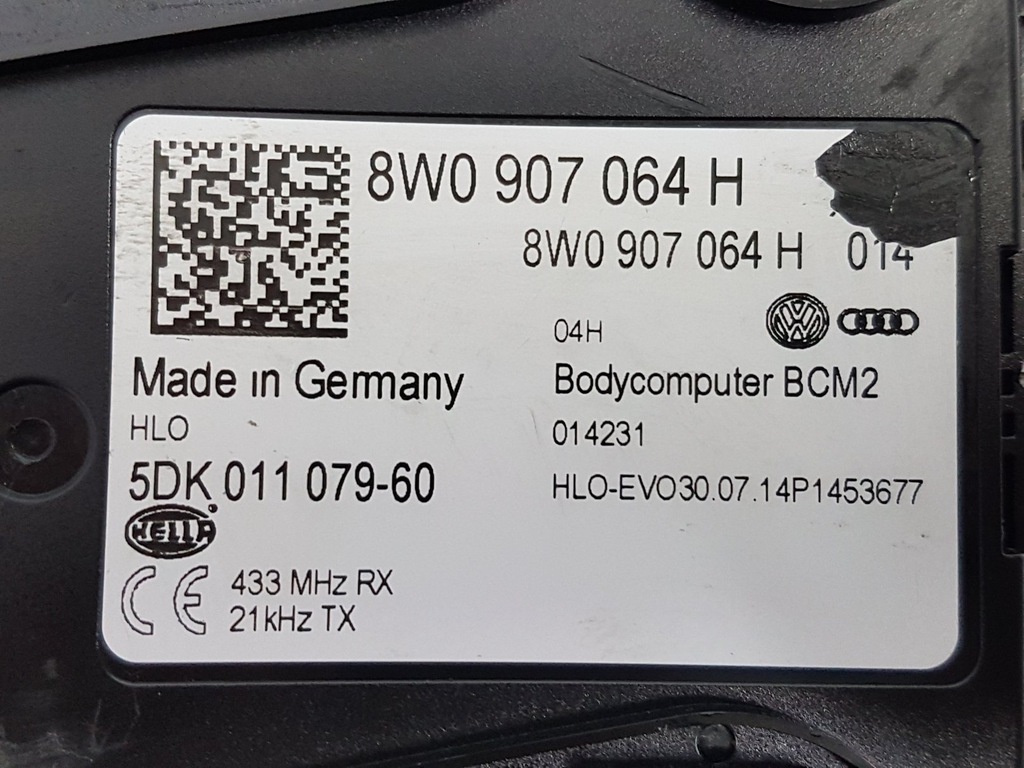 8W0 907 064 H
8W0 907 064 H 014
04H
Made in Germany
Bodycomputer BCM2
HLO
014231
5DK 011 079-60
HLO-EVO30.07.14P1453677
HELLA
CE 433 MHz RX
21kHz TX